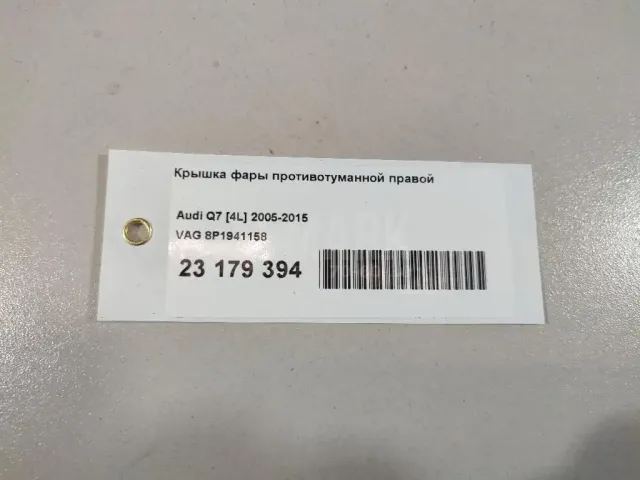 Крышка фары противотуманной правой
Audi Q7 [4L] 2005-2015
VAG 8P1941158
23 179 394